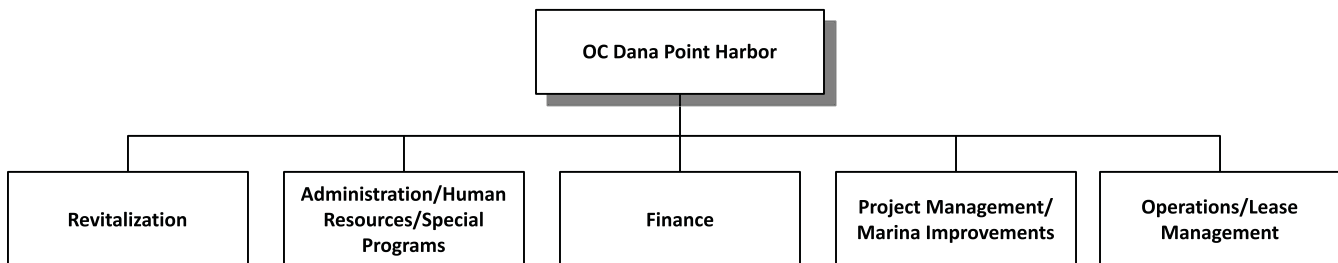 OC Dana Point Harbor
Revitalization
Administration/Human
Resources/Special
Programs
Finance
Project Management/
Marina Improvements
Operations/Lease
Management